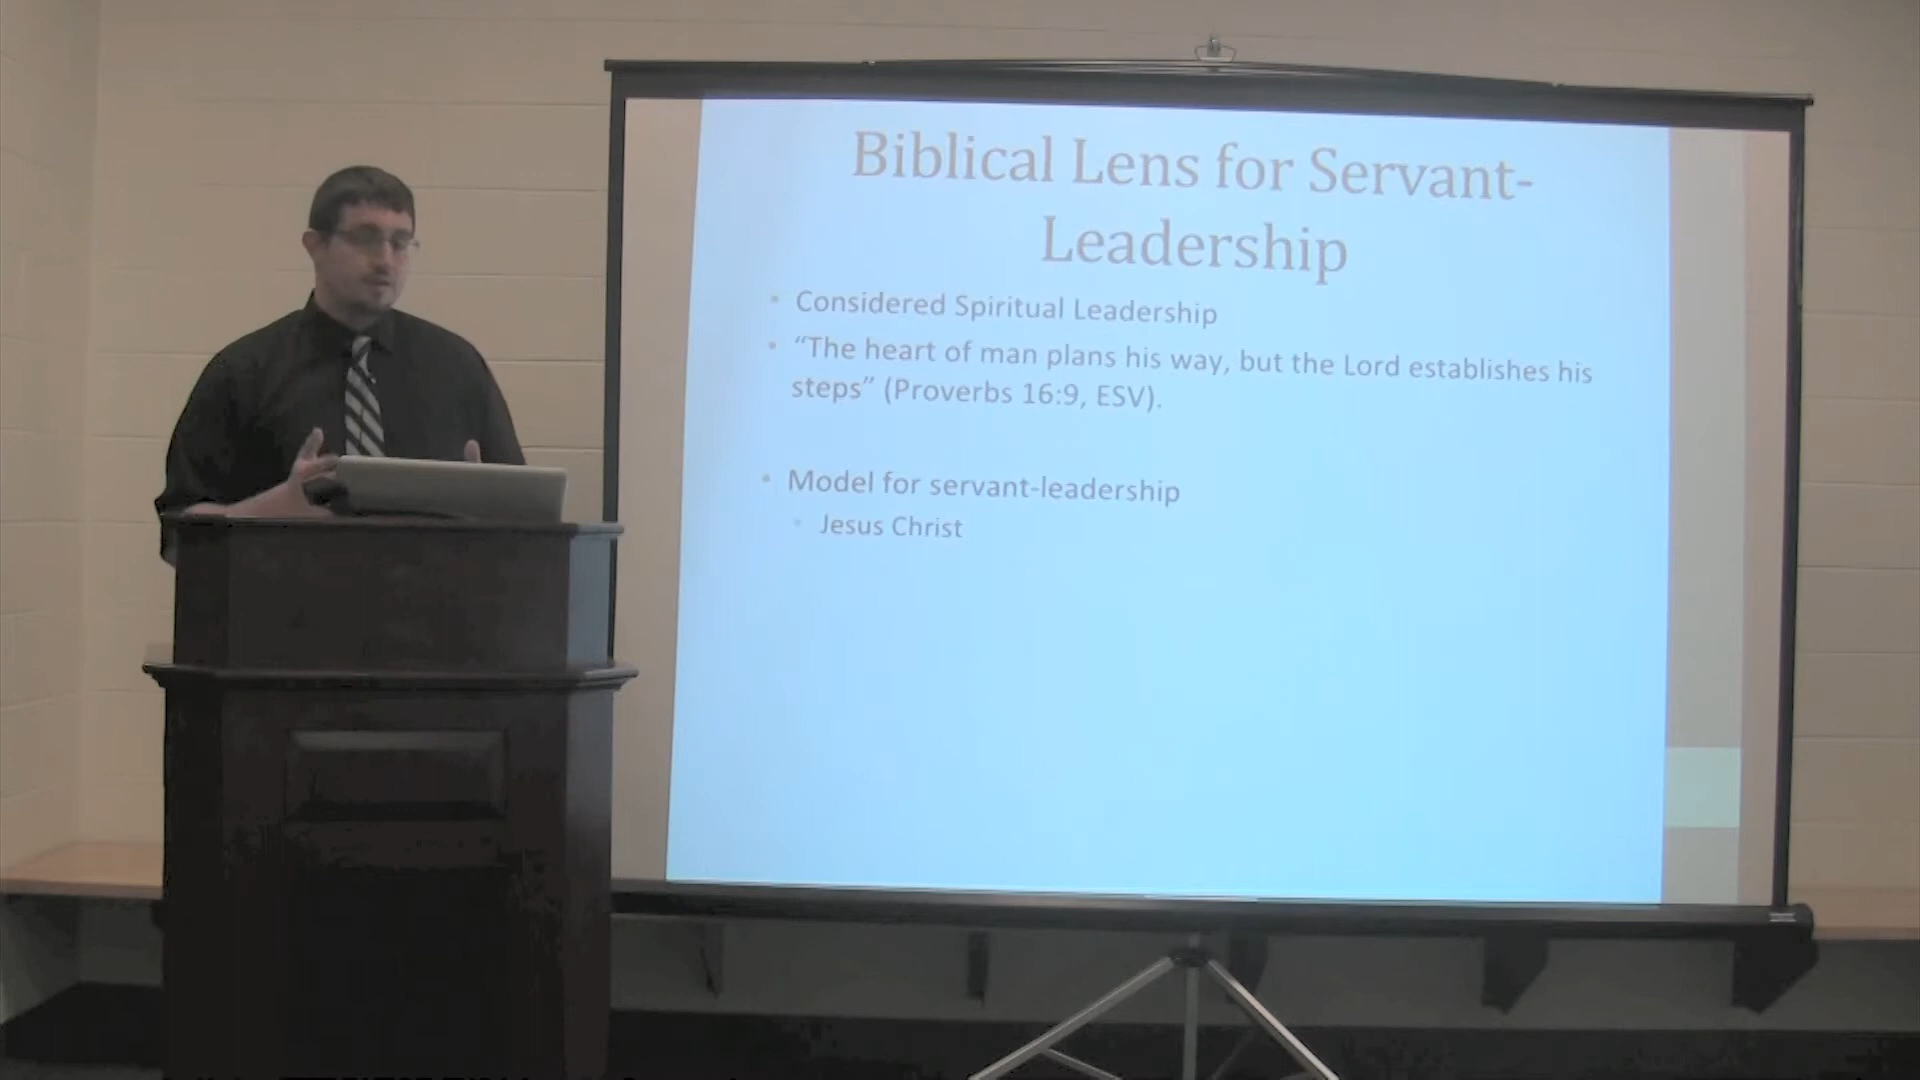 Biblical Lens for Servant-
Leadership
• Considered Spiritual Leadership
• “The heart of man plans his way, but the Lord establishes his
steps” (Proverbs 16:9, ESV).
• Model for servant-leadership
• Jesus Christ